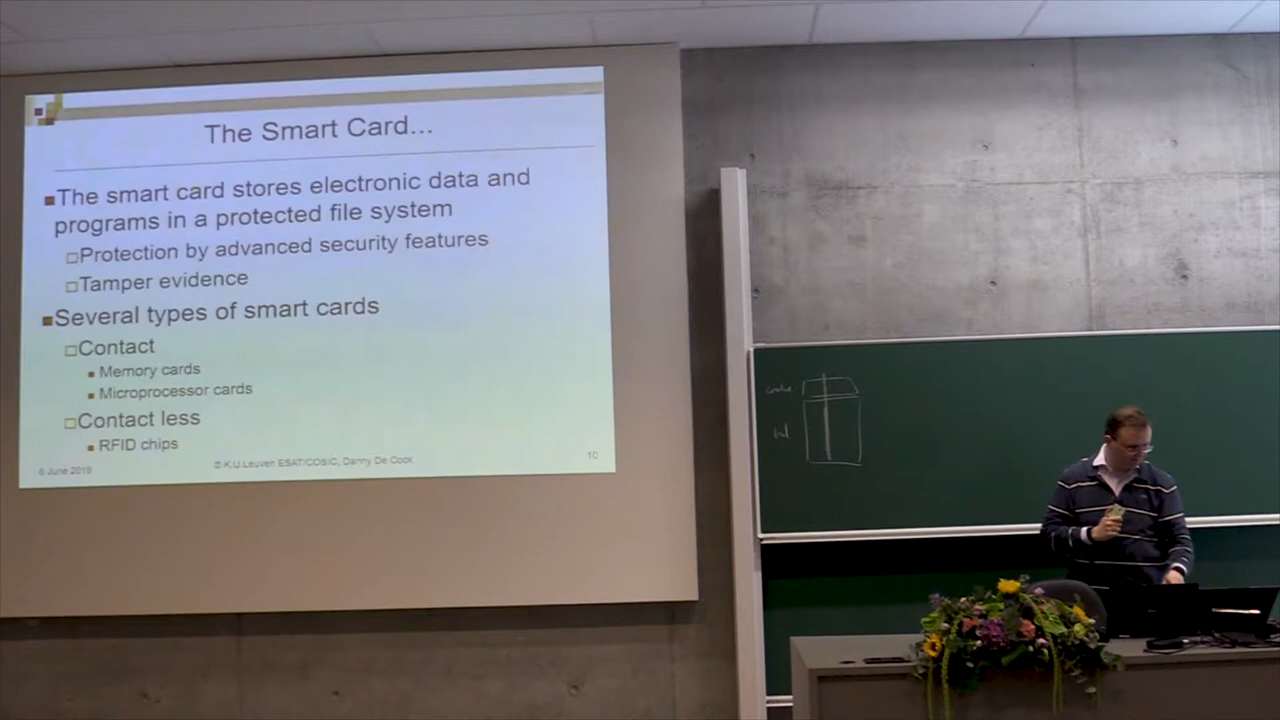 The Smart Card...
■The smart card stores electronic data and
programs in a protected file system
□Protection by advanced security features
□Tamper evidence
■Several types of smart cards
□Contact
▪ Memory cards
▪ Microprocessor cards
□Contact less
▪ RFID chips
6 June 2019
© K.U.Leuven ESAT/COSIC, Danny De Cock
10